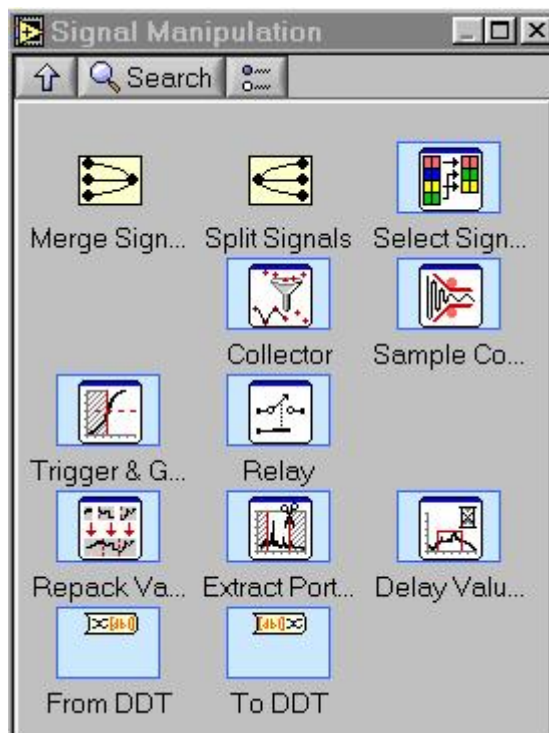 Signal Manipulation
Search
Merge Sign... Split Signals Select Sign...
Collector Sample Co...
Trigger & G... Relay
Repack Va... Extract Port... Delay Valu...
From DDT To DDT